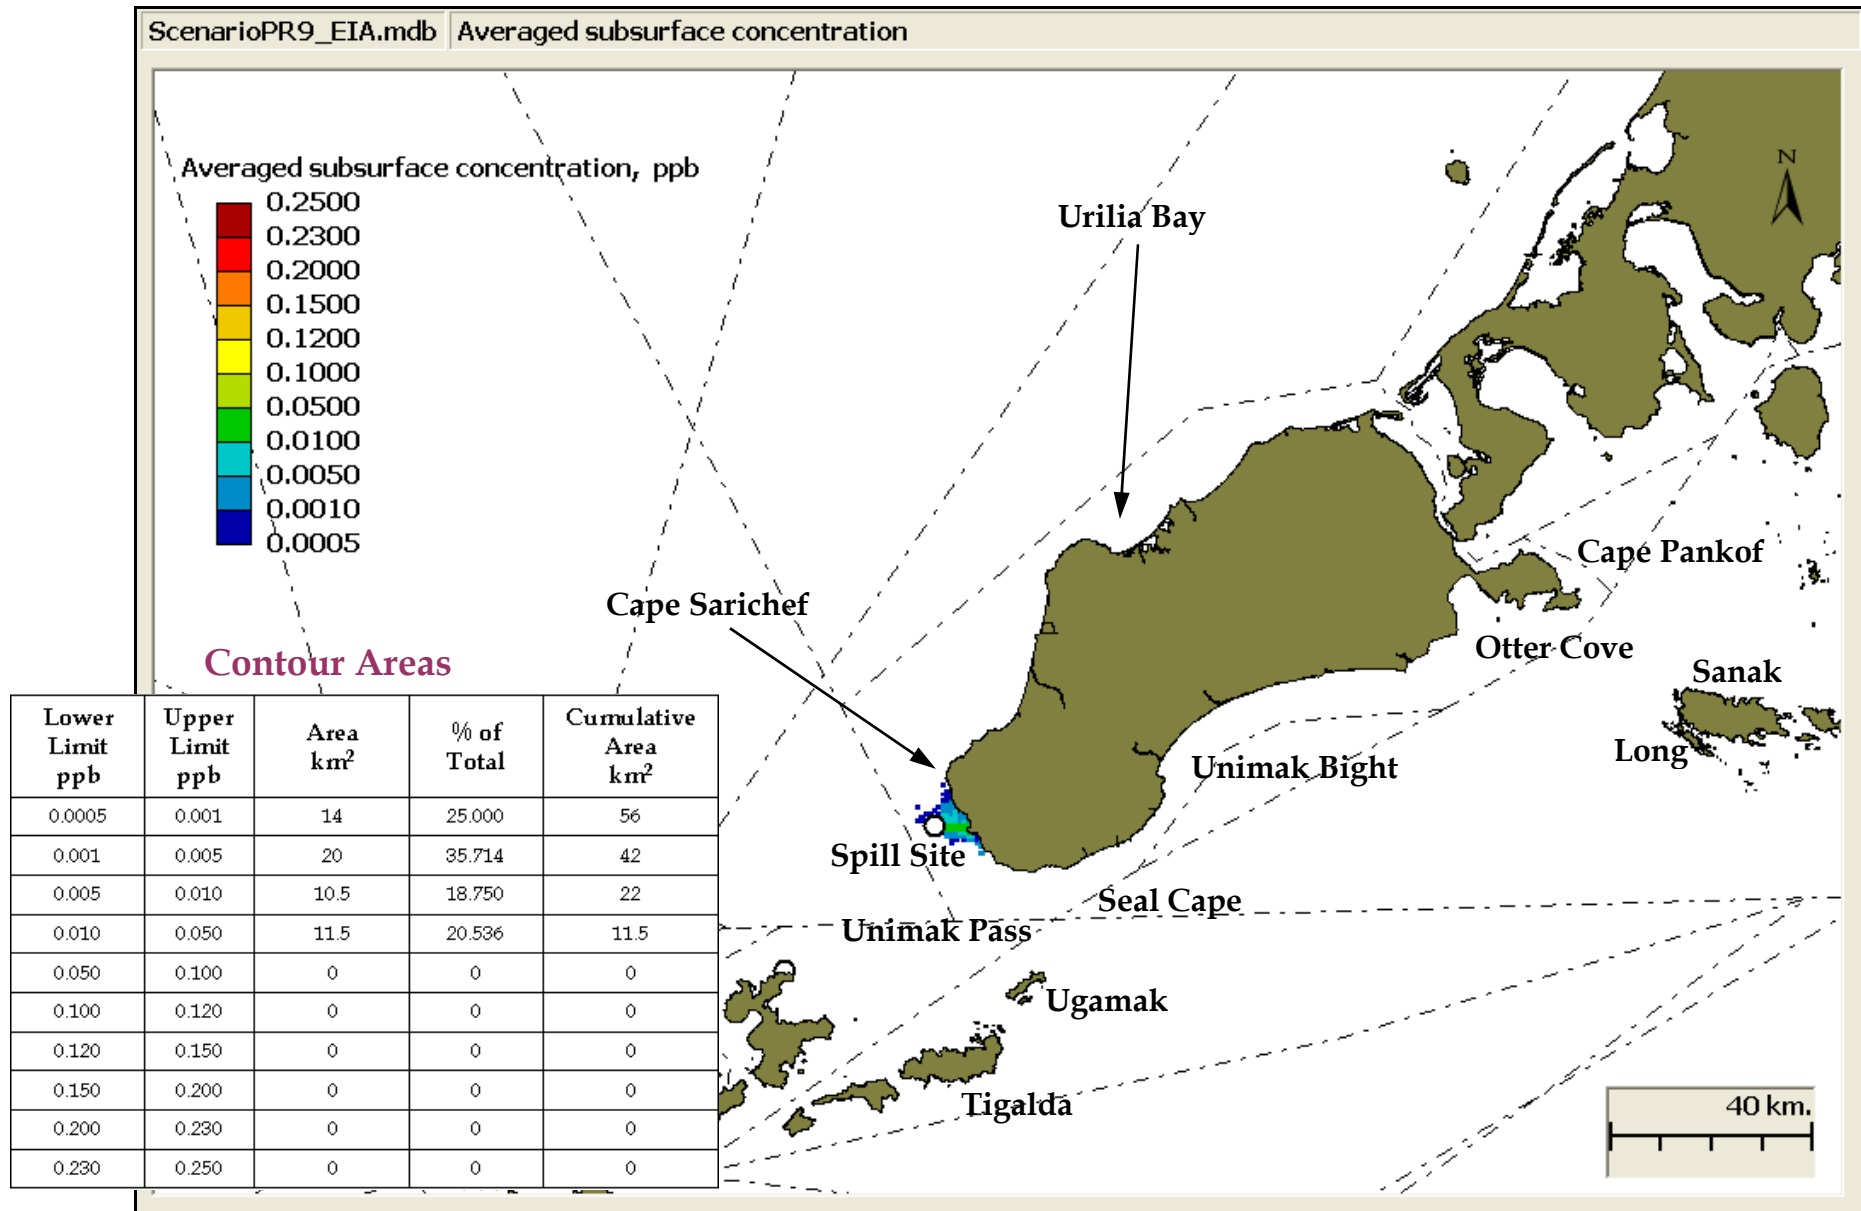 ScenarioPR9_EIA.mdb Averaged subsurface concentration
Averaged subsurface concentration, ppb
0.2500
0.2300
0.2000
0.1500
0.1200
0.1000
0.0500
0.0100
0.0050
0.0010
0.0005
N
Urilia Bay
Cape Pankof
Cape Sarichef
Otter Cove
Sanak
Long
Unimak Bight
Spill Site
Seal Cape
Unimak Pass
Ugamak
Tigalda
40 km.
Contour Areas
Lower Limit ppb Upper Limit ppb Area km² % of Total Cumulative Area km²
0.0005 0.001 14 25.000 56
0.001 0.005 20 35.714 42
0.005 0.010 10.5 18.750 22
0.010 0.050 11.5 20.536 11.5
0.050 0.100 0 0 0
0.100 0.120 0 0 0
0.120 0.150 0 0 0
0.150 0.200 0 0 0
0.200 0.230 0 0 0
0.230 0.250 0 0 0